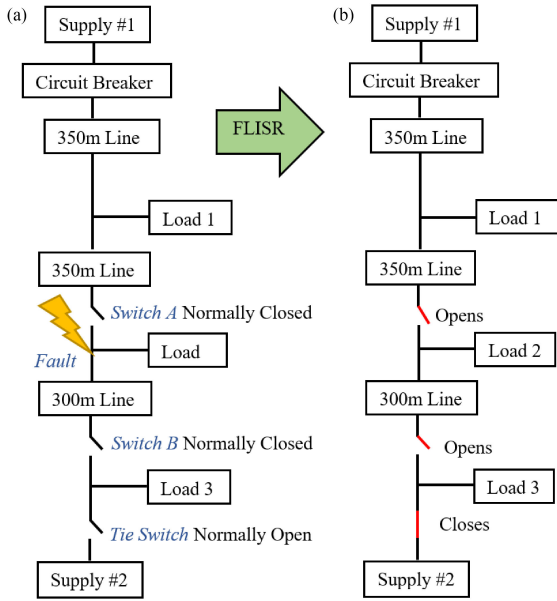 (a)
Supply #1
Circuit Breaker
350m Line
Load 1
350m Line
Switch A Normally Closed
Fault
Load
300m Line
Switch B Normally Closed
Load 3
Tie Switch Normally Open
Supply #2
FLISR
(b)
Supply #1
Circuit Breaker
350m Line
Load 1
350m Line
Opens
Load 2
300m Line
Opens
Load 3
Closes
Supply #2